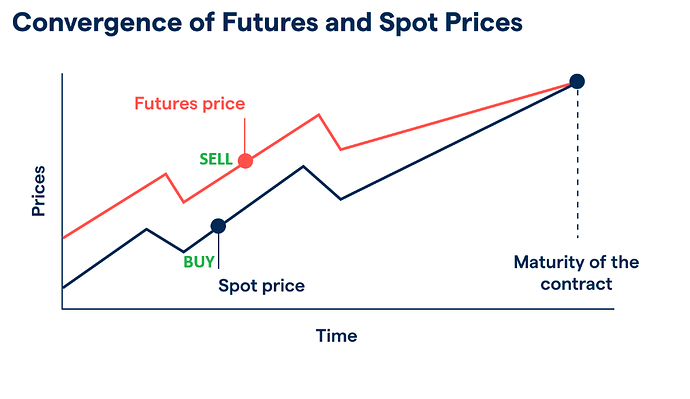 Convergence of Futures and Spot Prices
Futures price
SELL
Prices
BUY
Spot price
Maturity of the
contract
Time